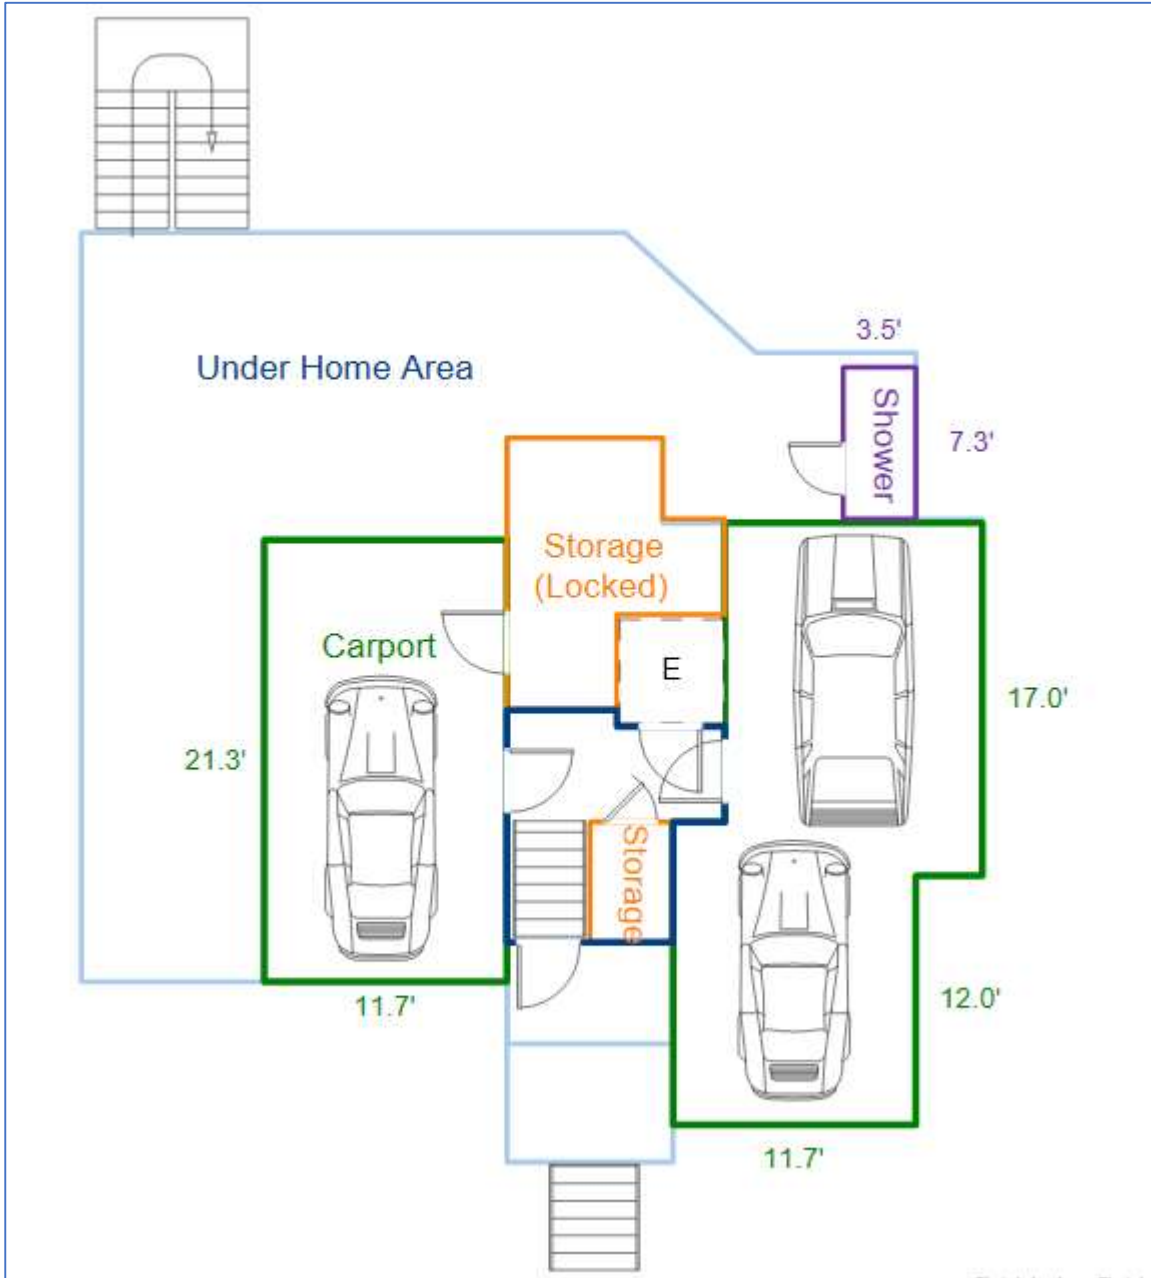 3.5'
Under Home Area
Shower
7.3'
Storage
(Locked)
Carport
E
17.0'
21.3'
Storage
12.0'
11.7'
11.7'